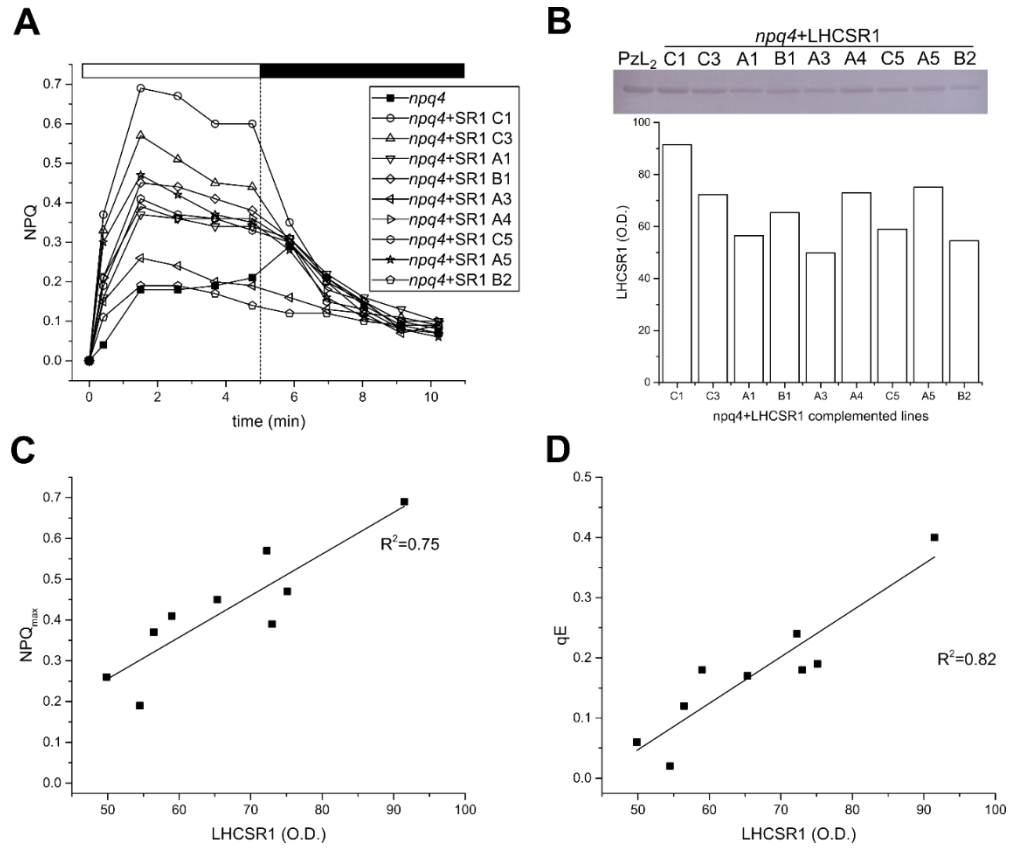 A
NPQ
0.7
0.6
0.5
0.4
0.3
0.2
0.1
0.0
0 2 4 6 8 10
time (min)
npq4
npq4+SR1 C1
npq4+SR1 C3
npq4+SR1 A1
npq4+SR1 B1
npq4+SR1 A3
npq4+SR1 A4
npq4+SR1 C5
npq4+SR1 A5
npq4+SR1 B2
B
npq4+LHCSR1
PzL₂ C1 C3 A1 B1 A3 A4 C5 A5 B2
LHCSR1 (O.D.)
100
80
60
40
20
0
C1 C3 A1 B1 A3 A4 C5 A5 B2
npq4+LHCSR1 complemented lines
C
NPQmax
0.7
0.6
0.5
0.4
0.3
0.2
0.1
0.0
R²=0.75
50 60 70 80 90 100
LHCSR1 (O.D.)
D
qE
0.5
0.4
0.3
0.2
0.1
0.0
R²=0.82
50 60 70 80 90 100
LHCSR1 (O.D.)